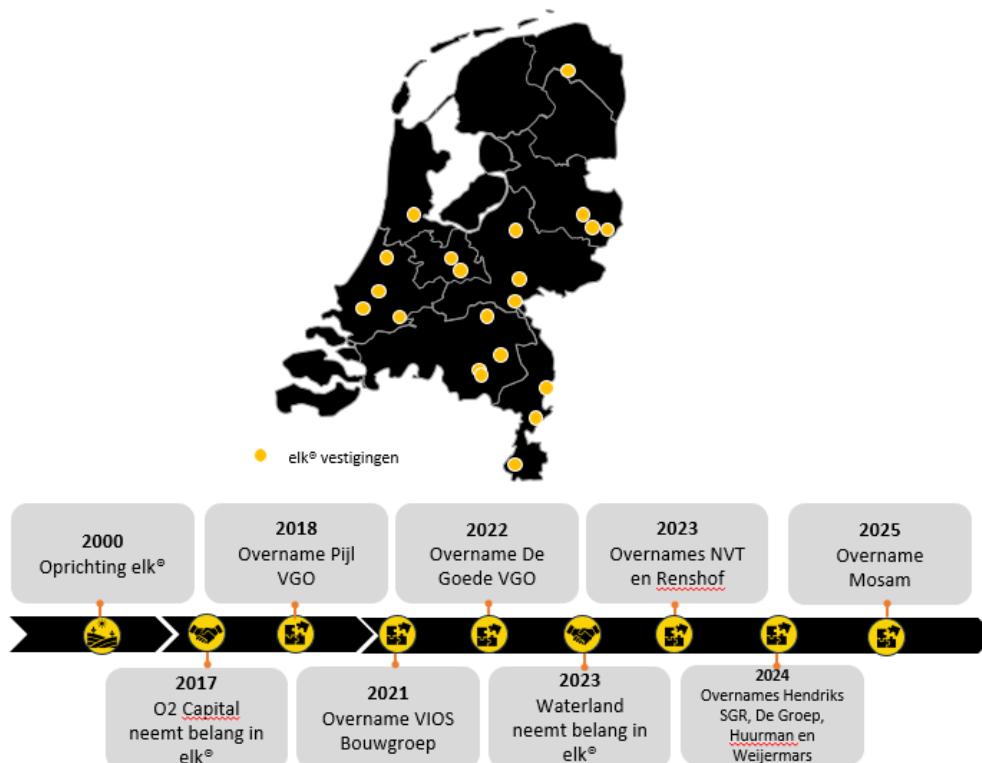 elk® vestigingen
2000
Oprichting elk®
2018
Overname Pijl
VGO
2022
Overname De
Goede VGO
2023
Overnames NVT
en Renshof
2025
Overname
Mosam
2017
O2 Capital
neemt belang in
elk®
2021
Overname VIOS
Bouwgroep
2023
Waterland
neemt belang in
elk®
2024
Overnames Hendriks
SGR, De Groep,
Huurman en
Weijermars